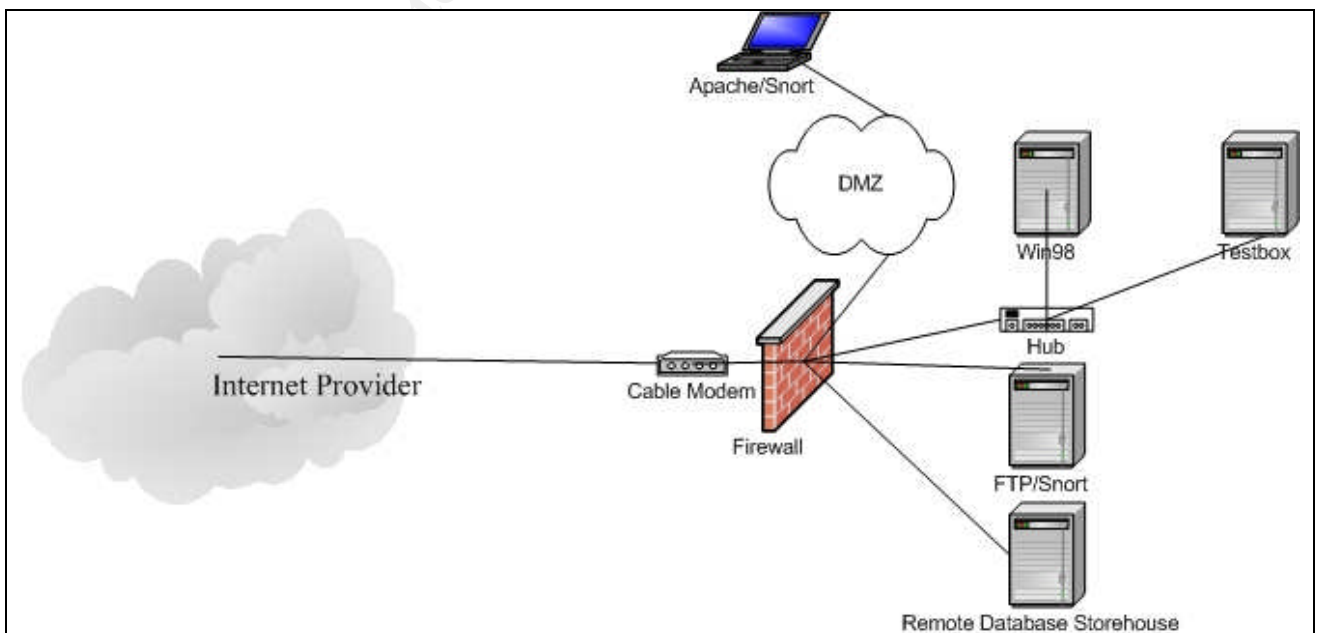 Apache/Snort
DMZ
Win98
Testbox
Hub
Internet Provider
Cable Modem
Firewall
FTP/Snort
Remote Database Storehouse